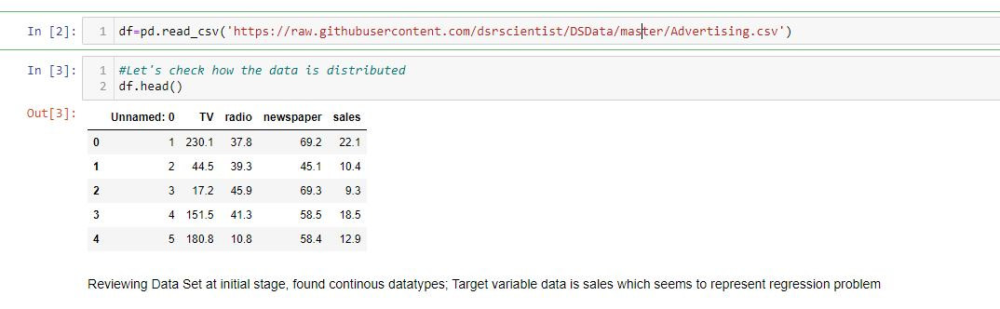 In [2]: 1 df=pd.read_csv('https://raw.githubusercontent.com/dsrscientist/DSData/master/Advertising.csv')
In [3]: 1 #Let's check how the data is distributed
2 df.head()
Out[3]:
Unnamed: 0 TV radio newspaper sales
0 1 230.1 37.8 69.2 22.1
1 2 44.5 39.3 45.1 10.4
2 3 17.2 45.9 69.3 9.3
3 4 151.5 41.3 58.5 18.5
4 5 180.8 10.8 58.4 12.9
Reviewing Data Set at initial stage, found continous datatypes; Target variable data is sales which seems to represent regression problem